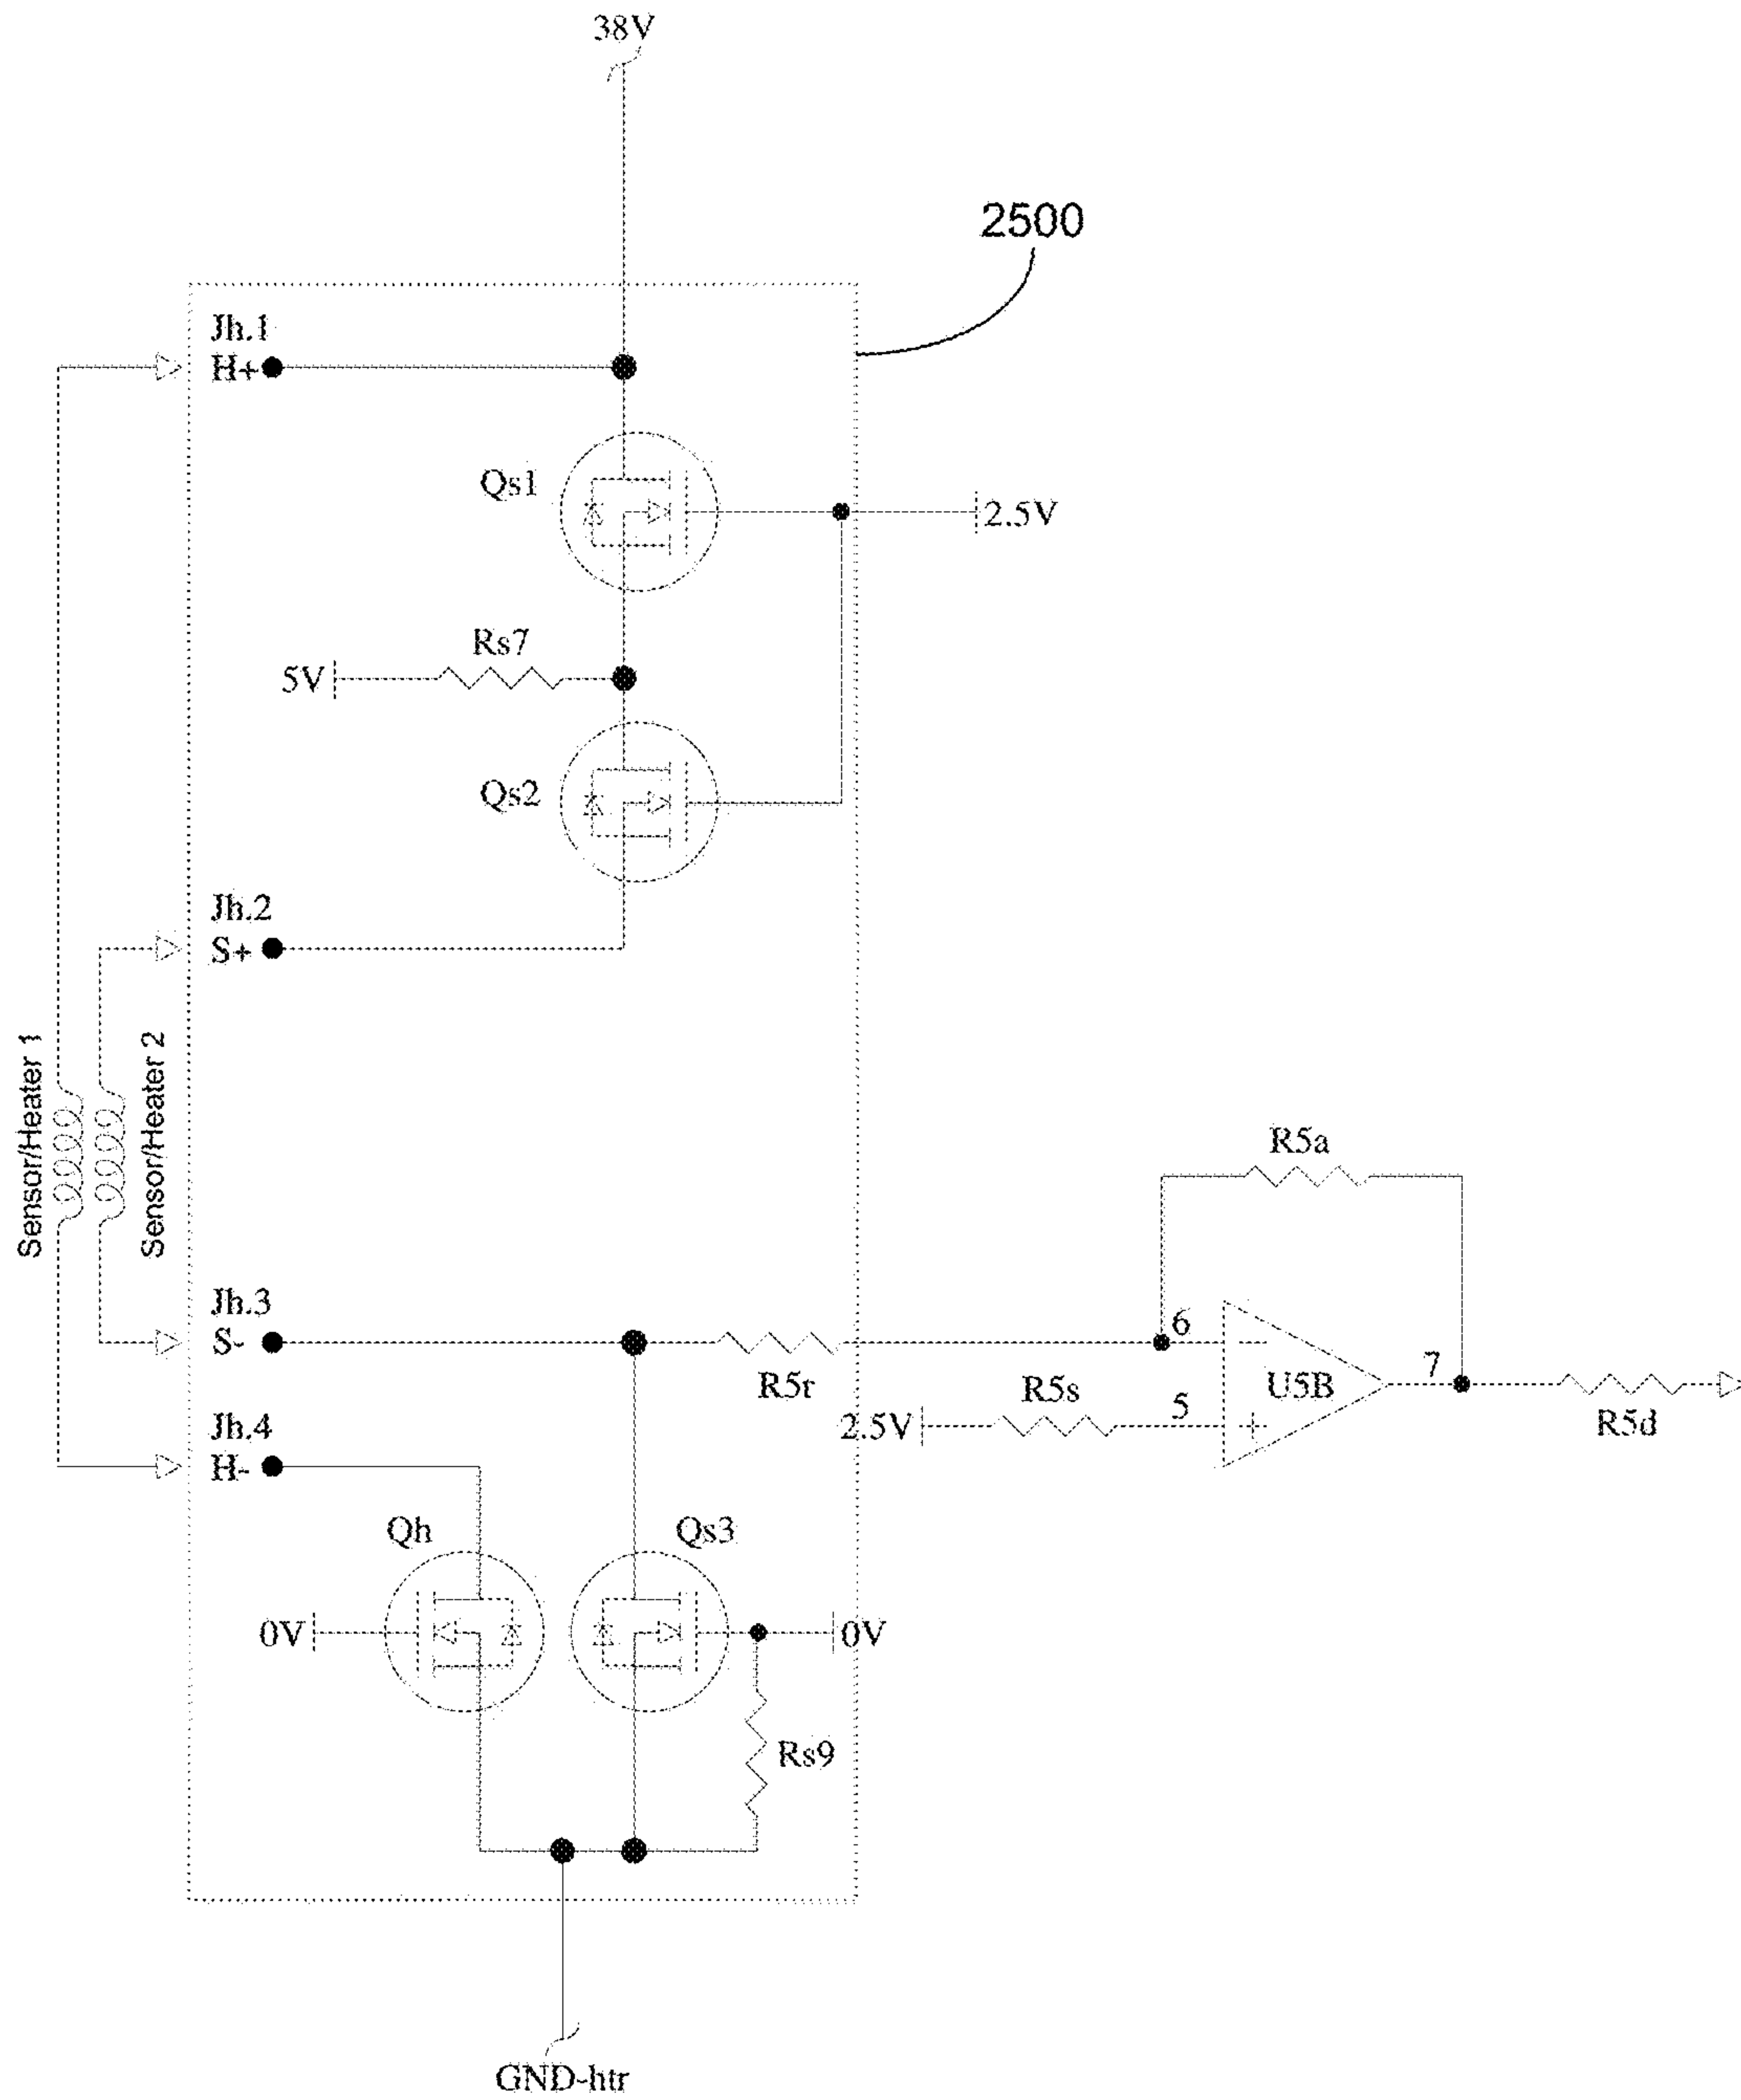 38V
2500
Jh.1
H+
Qs1
2.5V
Rs7
5V
Qs2
Jh.2
S+
Sensor/Heater 1
Sensor/Heater 2
R5a
Jh.3
S-
6
R5r
R5s
5
U5B
7
2.5V
R5d
Jh.4
H-
Qh
Qs3
0V
0V
Rs9
GND-htr